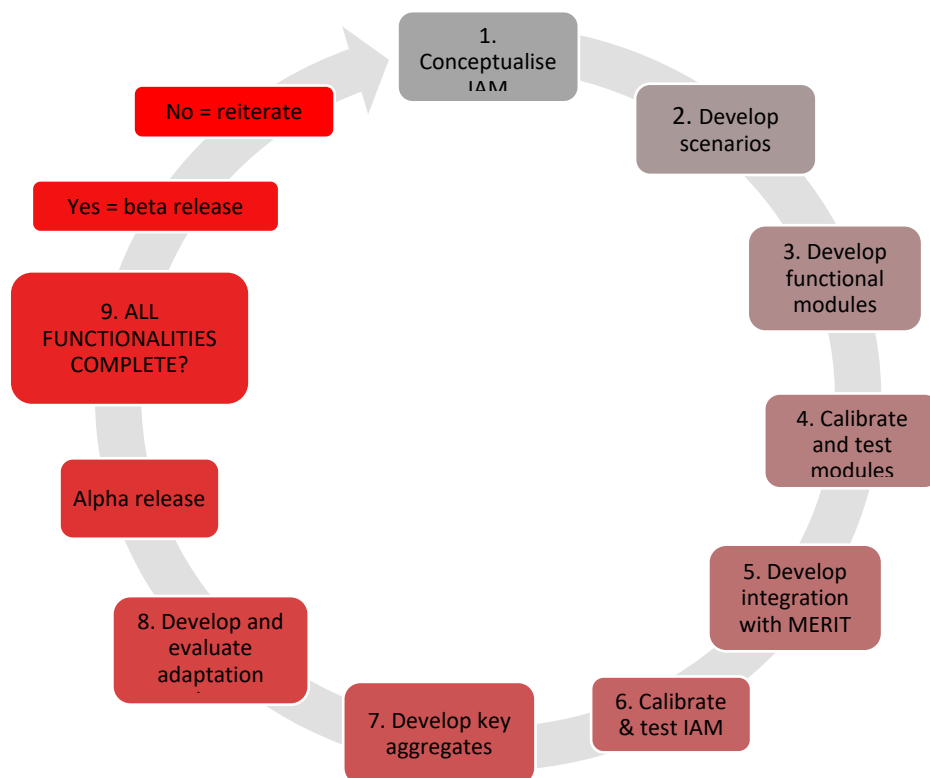 1.
Conceptualise
IAM
2. Develop
scenarios
3. Develop
functional
modules
4. Calibrate
and test
modules
5. Develop
integration
with MERIT
6. Calibrate
& test IAM
7. Develop key
aggregates
8. Develop and
evaluate
adaptation
Alpha release
9. ALL
FUNCTIONALITIES
COMPLETE?
Yes = beta release
No = reiterate